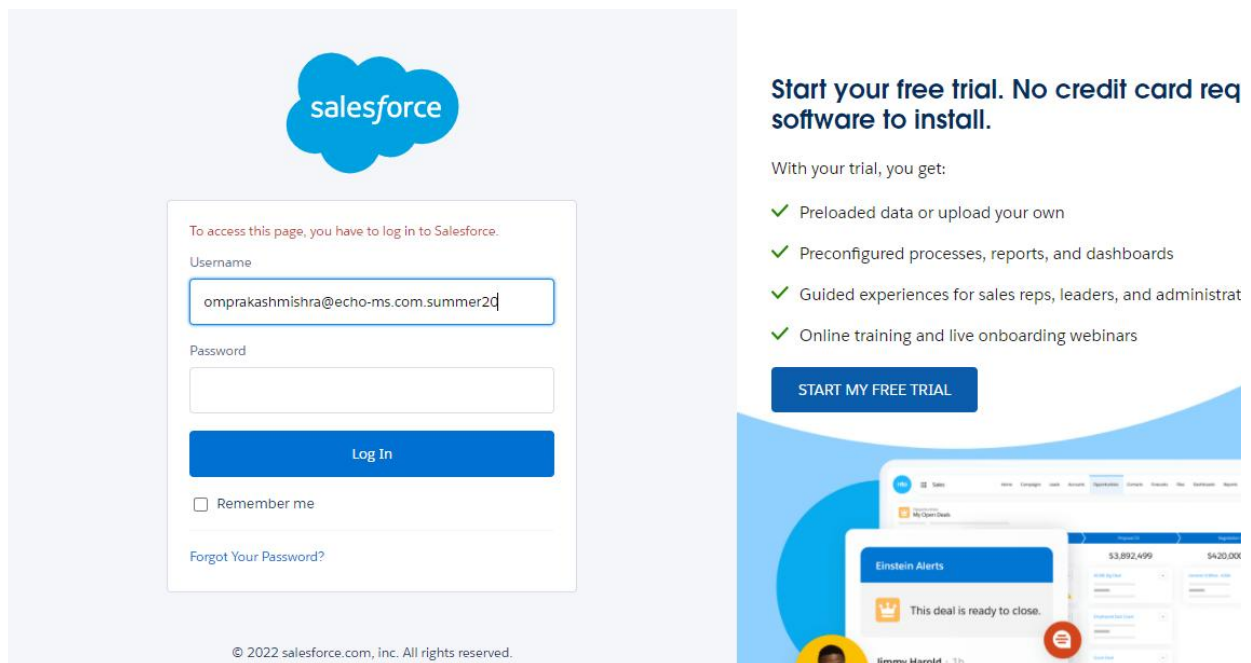 salesforce
To access this page, you have to log in to Salesforce.
Username
omprakashmishra@echo-ms.com.summer20
Password
Log In
Remember me
Forgot Your Password?
© 2022 salesforce.com, inc. All rights reserved.
Start your free trial. No credit card req
software to install.
With your trial, you get:
Preloaded data or upload your own
Preconfigured processes, reports, and dashboards
Guided experiences for sales reps, leaders, and administrat
Online training and live onboarding webinars
START MY FREE TRIAL
Sales
My Open Deals
$3,892,499
$420,000
Einstein Alerts
This deal is ready to close.
Jimmy Harold · 2h